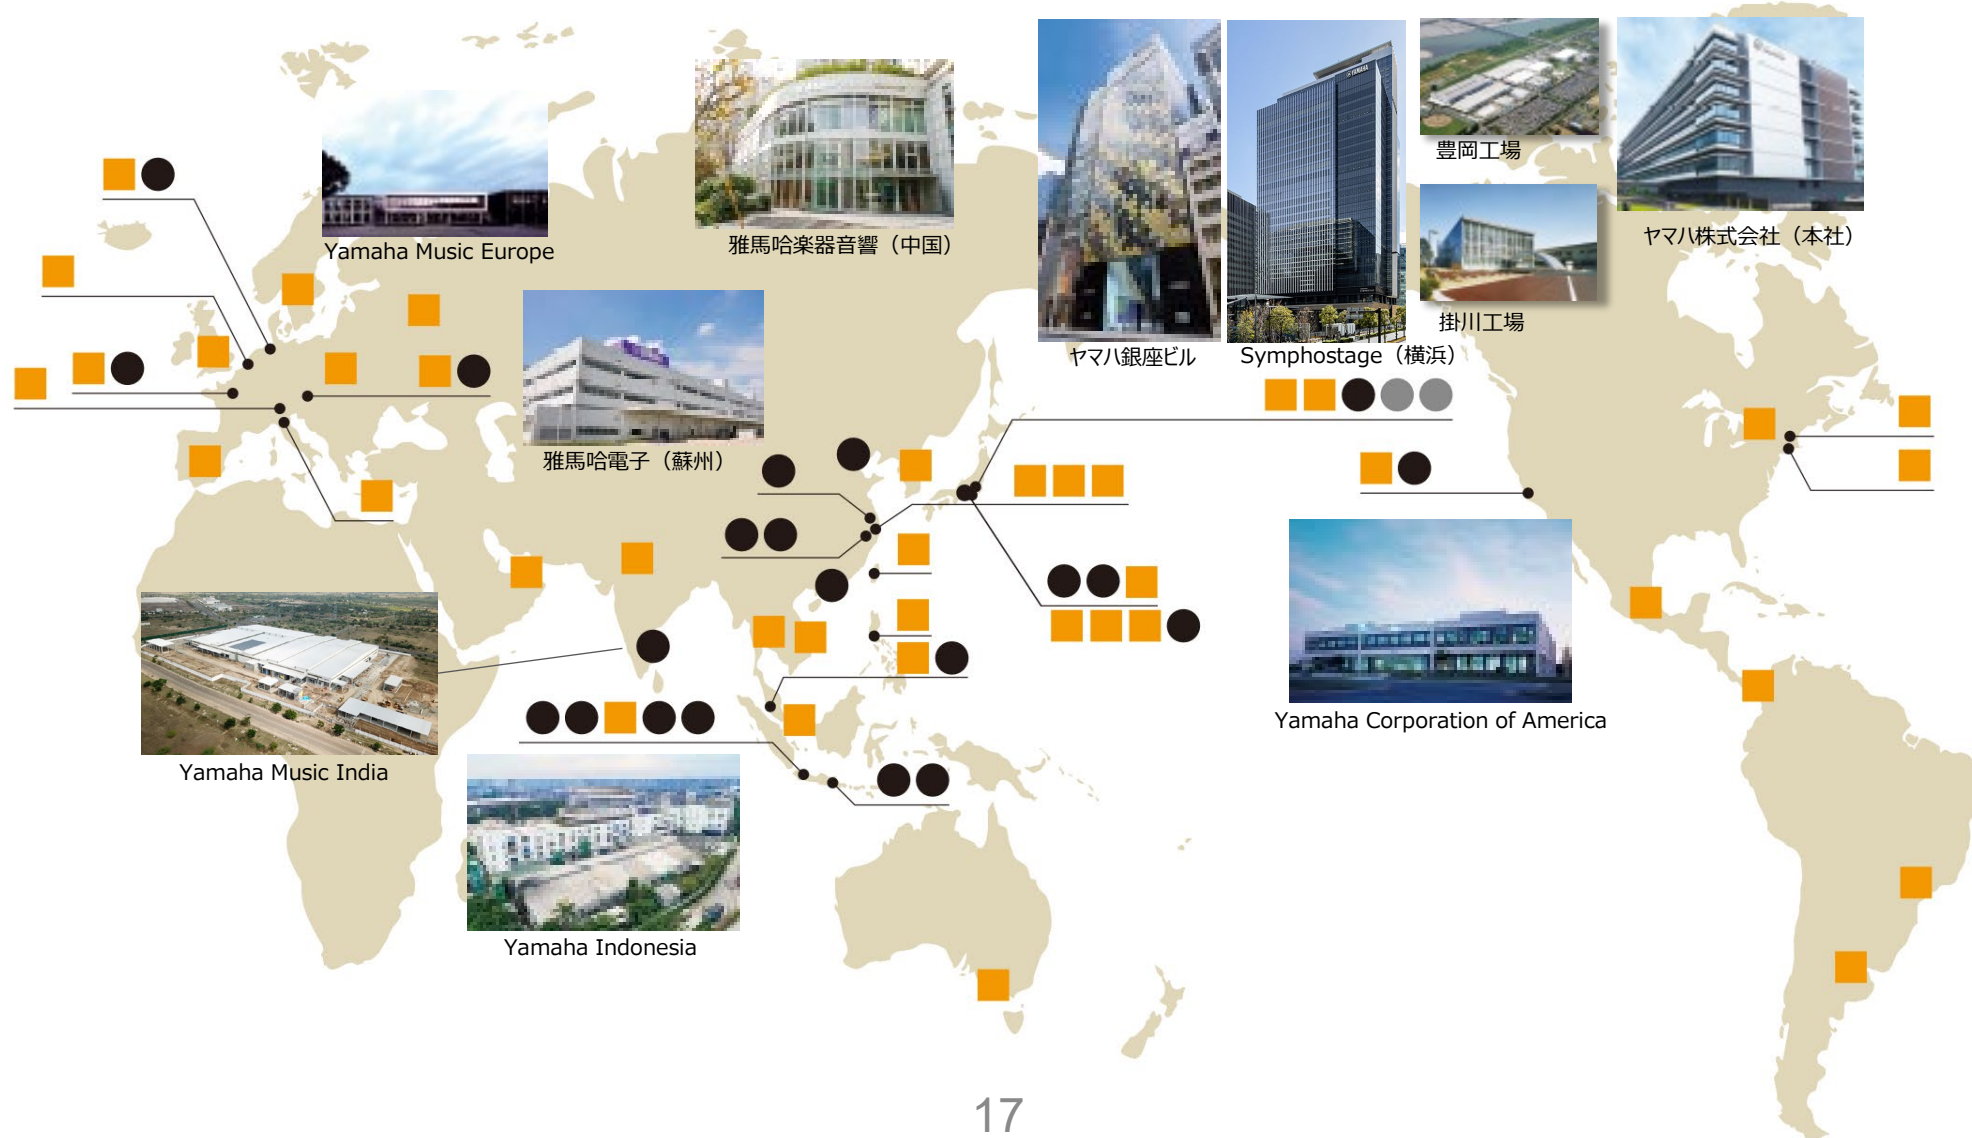 豊岡工場
ヤマハ株式会社（本社）
Yamaha Music Europe
雅馬哈楽器音響（中国）
YAMAHA
掛川工場
ヤマハ銀座ビル
Symphostage（横浜）
雅馬哈電子（蘇州）
Yamaha Corporation of America
Yamaha Music India
Yamaha Indonesia
17